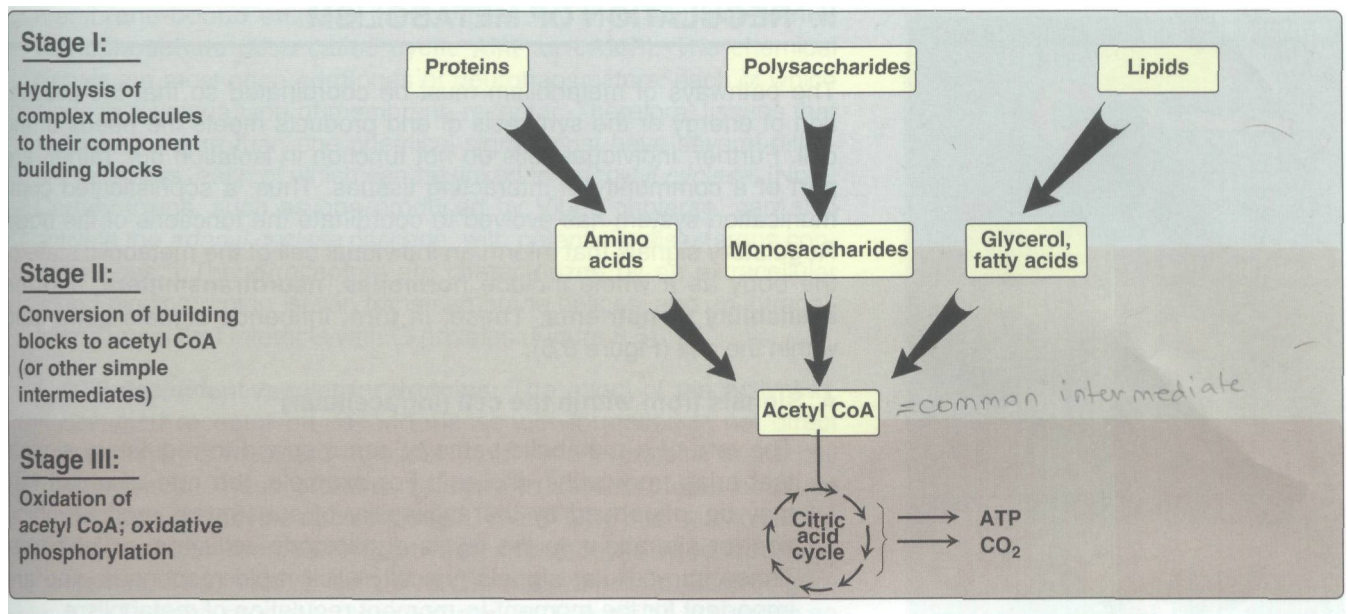 Stage I:
Hydrolysis of
complex molecules
to their component
building blocks
Proteins
Polysaccharides
Lipids
Amino
acids
Monosaccharides
Glycerol,
fatty acids
Stage II:
Conversion of building
blocks to acetyl CoA
(or other simple
intermediates)
Acetyl CoA
=common intermediate
Stage III:
Oxidation of
acetyl CoA; oxidative
phosphorylation
Citric
acid
cycle
ATP
CO₂